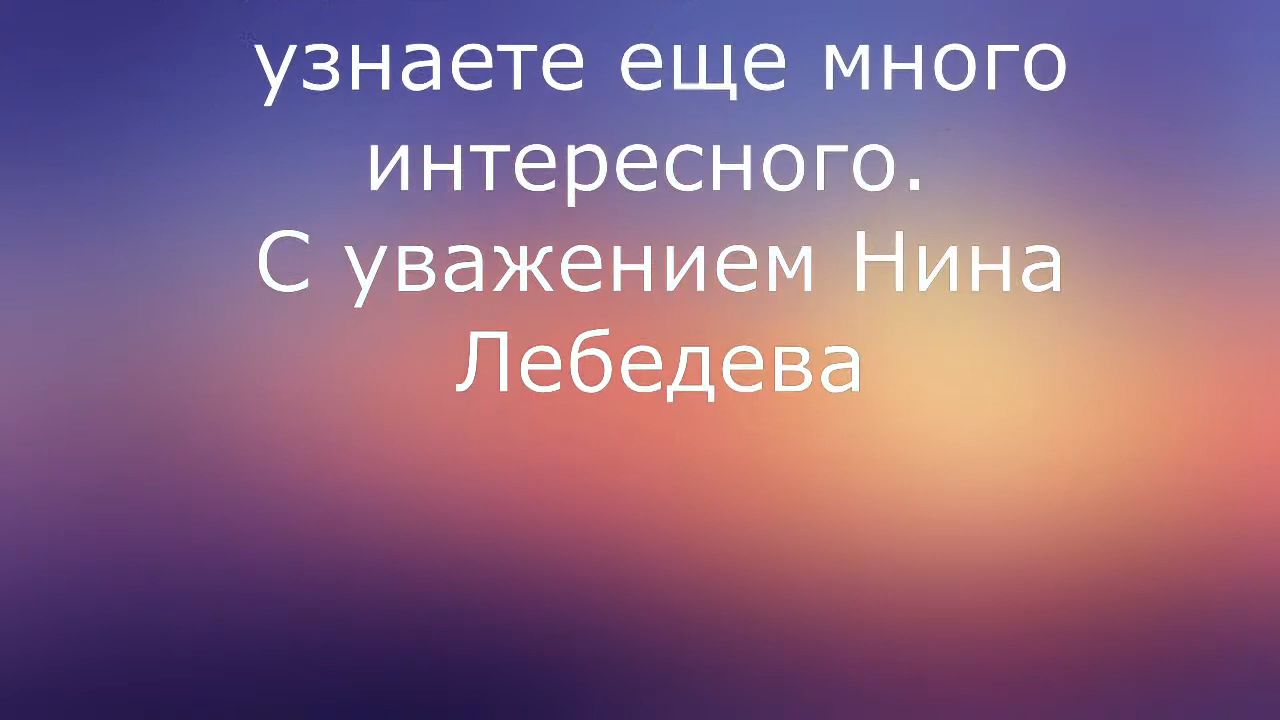 узнаете еще много
интересного.
С уважением Нина
Лебедева